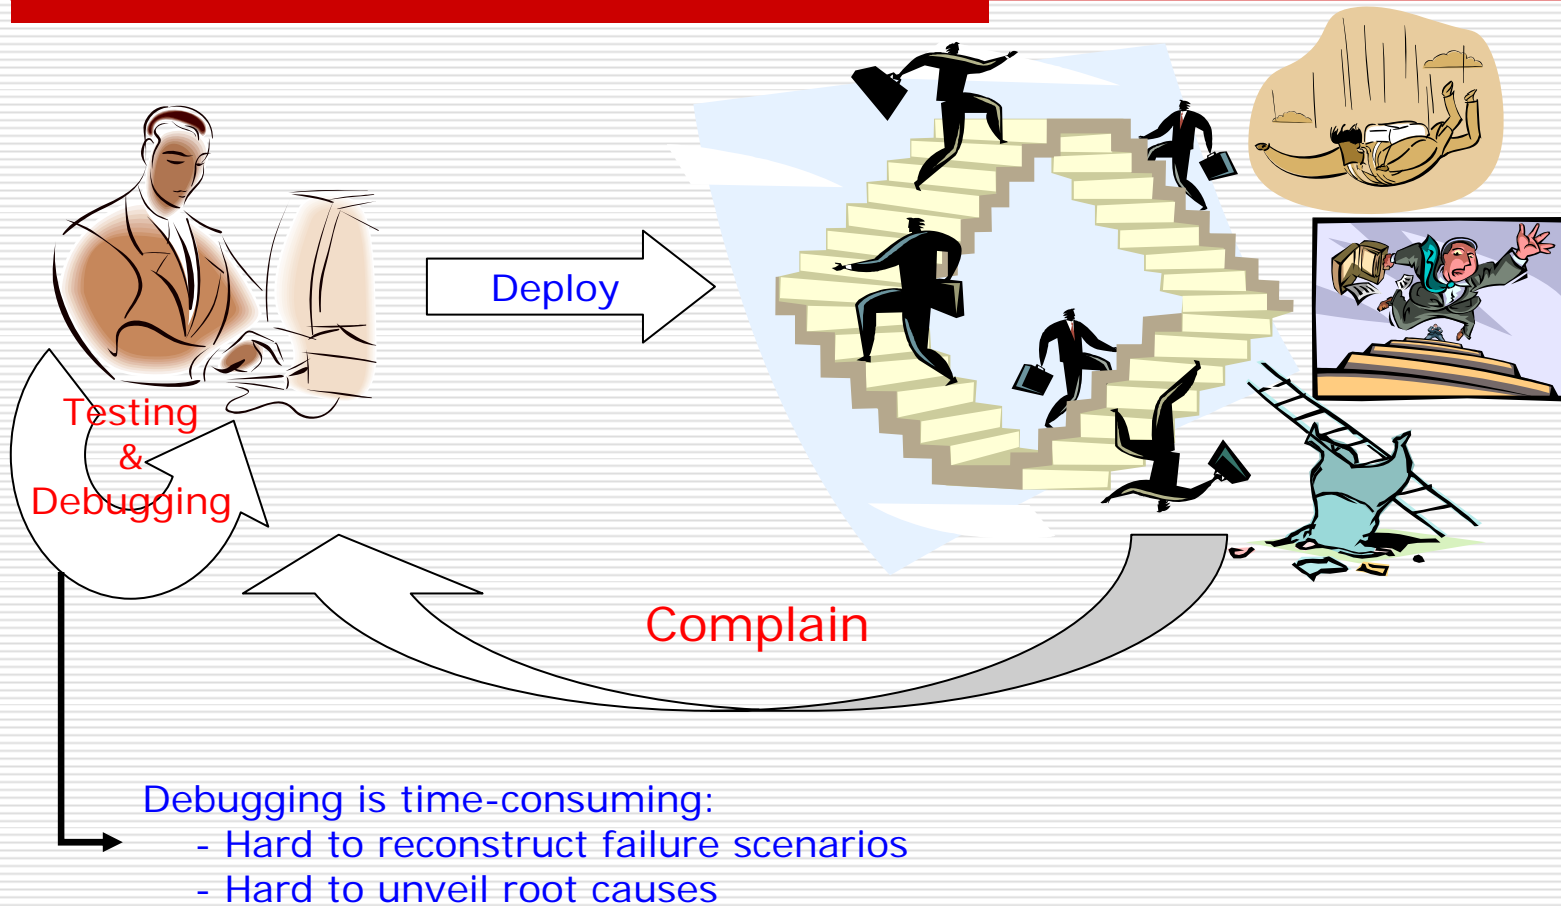 Deploy
Testing
&
Debugging
Complain
Debugging is time-consuming:
- Hard to reconstruct failure scenarios
- Hard to unveil root causes